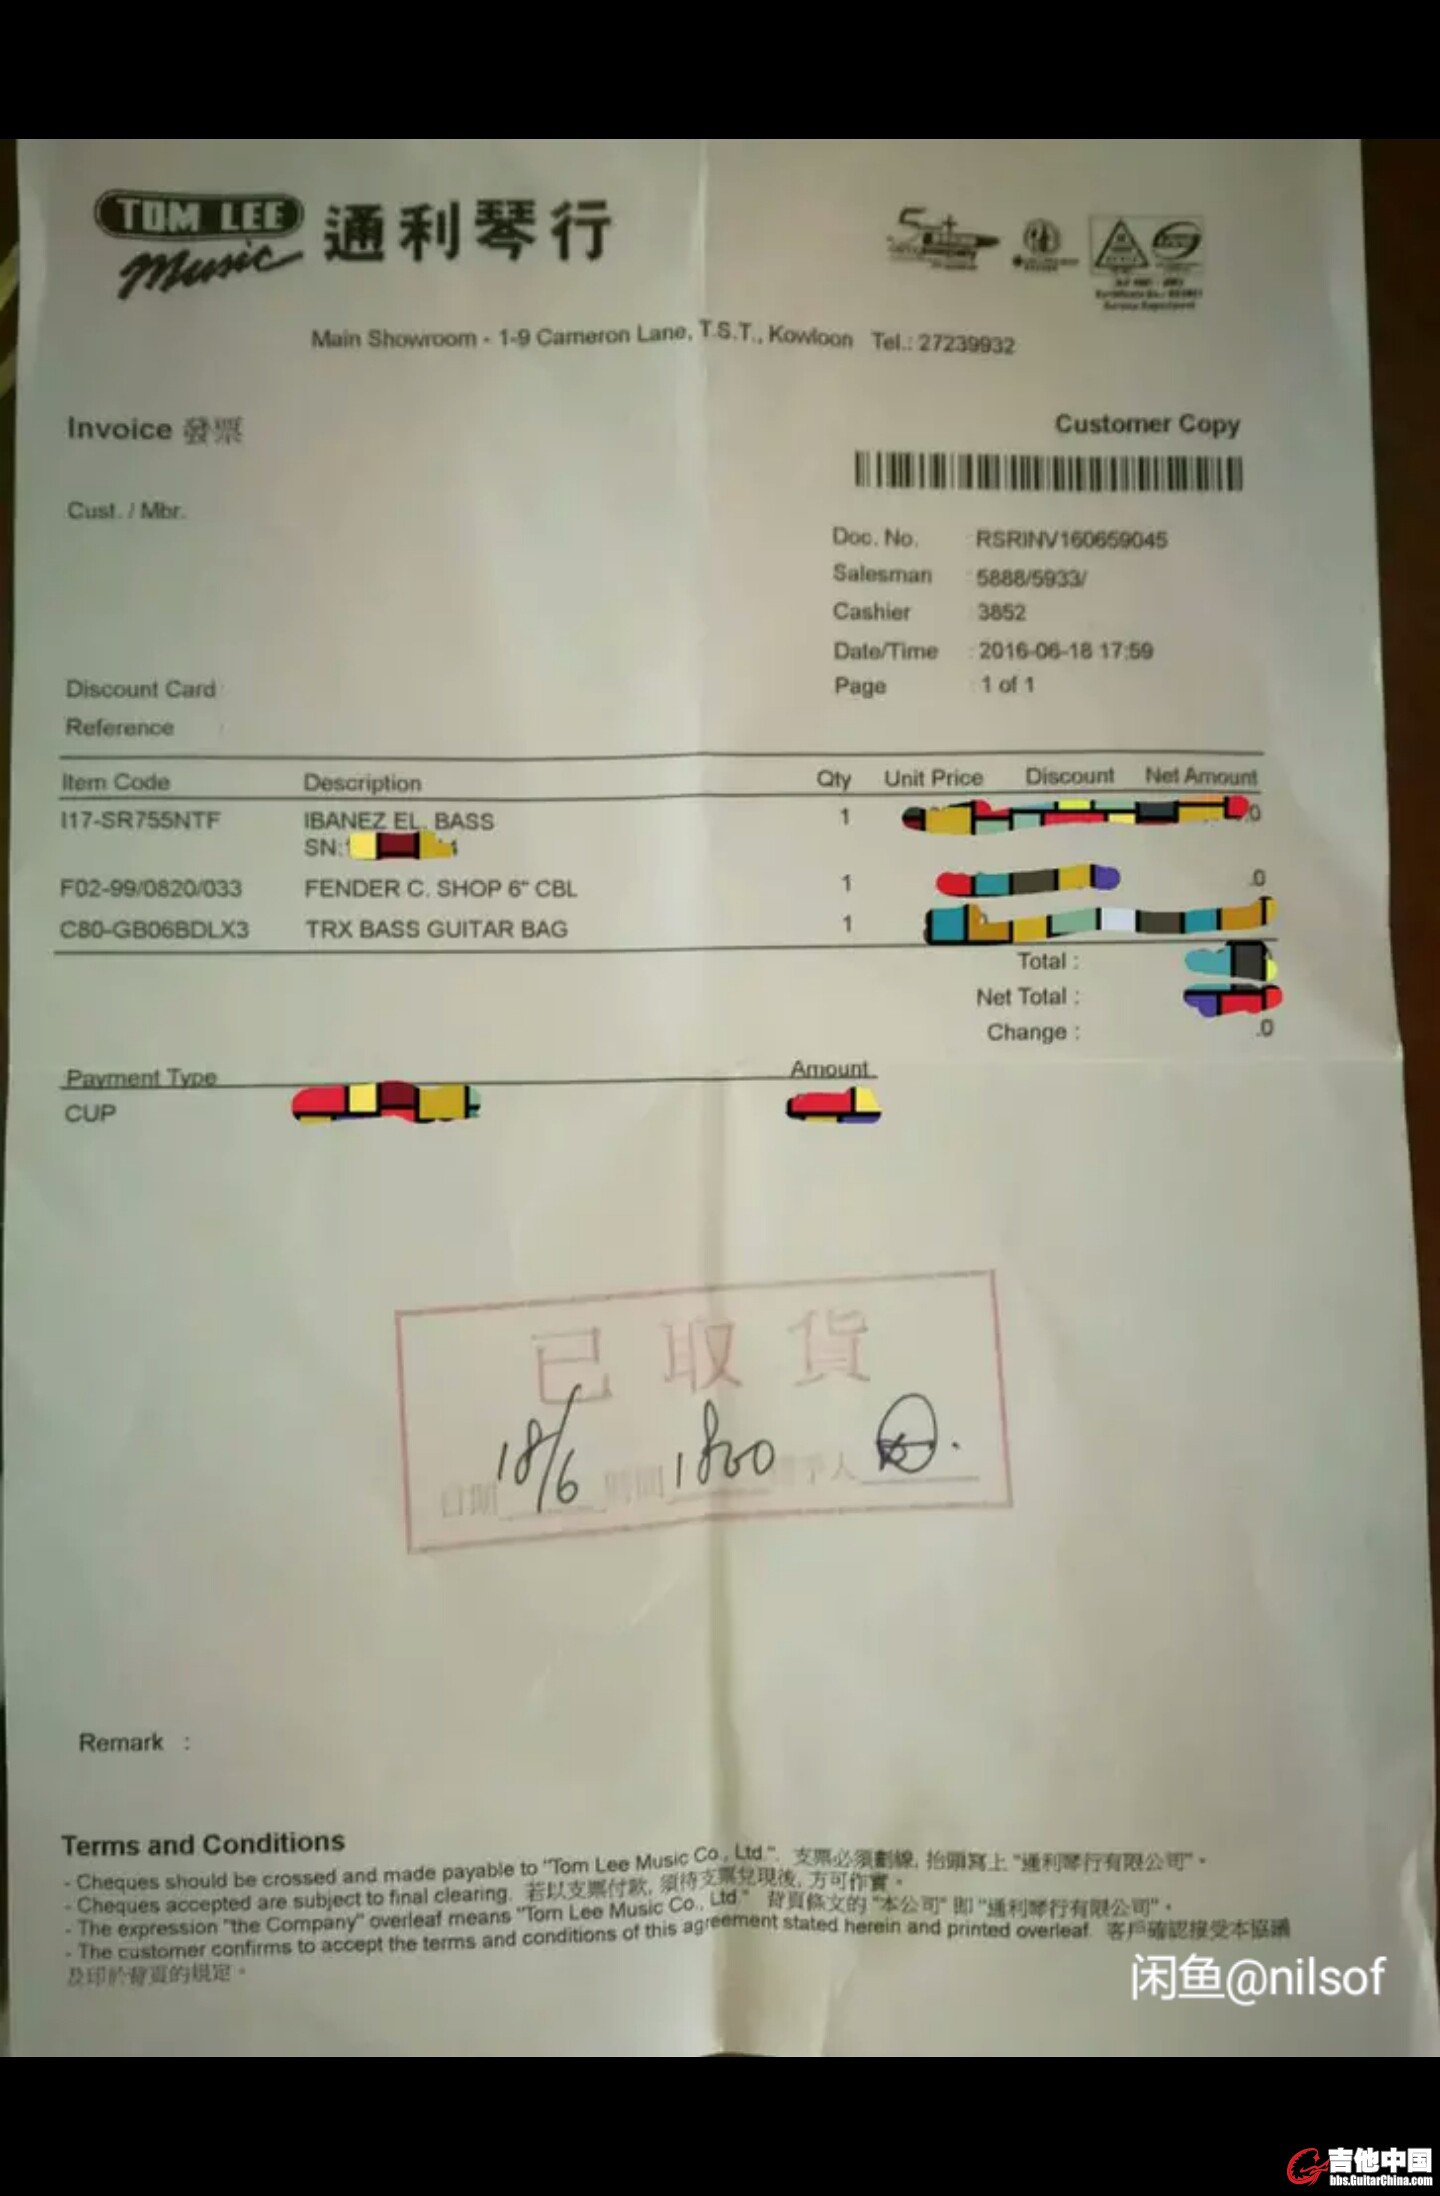 TOM LEE Music 通利琴行
Main Showroom - 1-9 Cameron Lane, T.S.T., Kowloon Tel.: 27239932
Invoice 發票
Customer Copy
Cust. / Mbr.
Doc. No. : RSRINV160659045
Salesman : 5888/5933/
Cashier : 3852
Date/Time : 2016-06-18 17:59
Page : 1 of 1
Discount Card
Reference
Item Code Description Qty Unit Price Discount Net Amount
I17-SR755NTF IBANEZ EL. BASS 1 .0
SN:
F02-99/0820/033 FENDER C. SHOP 6" CBL 1 .0
C80-GB06BDLX3 TRX BASS GUITAR BAG 1
Total :
Net Total :
Change : .0
Payment Type Amount
CUP
已取貨
日期 18/6 時間 1800 人
Remark :
Terms and Conditions
- Cheques should be crossed and made payable to "Tom Lee Music Co., Ltd.". 支票必須劃線, 抬頭寫上 "通利琴行有限公司"。
- Cheques accepted are subject to final clearing. 若以支票付款, 須待支票兌現後, 方可作實。
- The expression "the Company" overleaf means "Tom Lee Music Co., Ltd." 背頁條文的 "本公司" 即 "通利琴行有限公司"。
- The customer confirms to accept the terms and conditions of this agreement stated herein and printed overleaf. 客戶確認接受本協議
及印於背頁的規定。
闲鱼@nilsof
吉他中国
bbs.GuitarChina.com